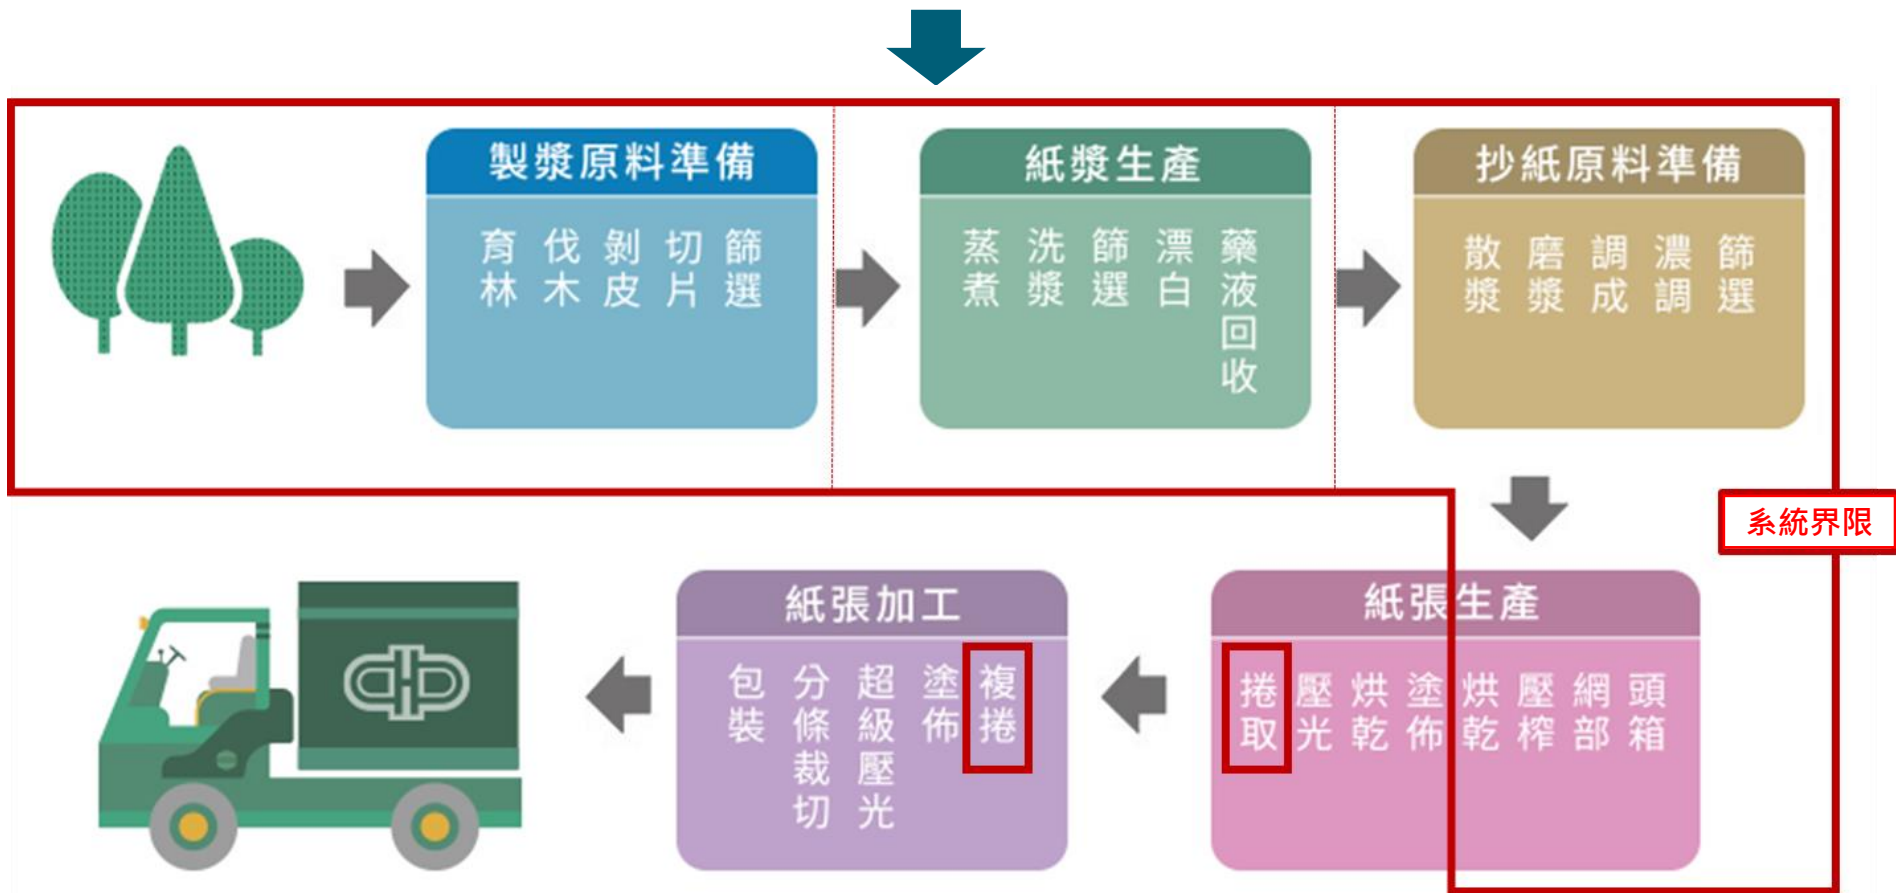 製漿原料準備
育林
伐木
剝皮
切片
篩選
紙漿生產
蒸煮
洗漿
篩選
漂白
藥液回收
抄紙原料準備
散漿
磨漿
調成
濃調
篩選
系統界限
紙張生產
頭箱
網部
壓榨
烘乾
塗佈
烘乾
壓光
捲取
紙張加工
複捲
塗佈
超級壓光
分條裁切
包裝